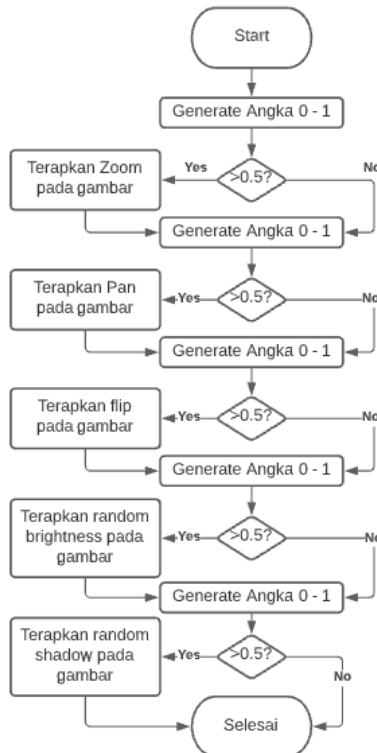 Start
Generate Angka 0 - 1
>0.5?
Yes
No
Terapkan Zoom
pada gambar
Generate Angka 0 - 1
>0.5?
Yes
No
Terapkan Pan
pada gambar
Generate Angka 0 - 1
>0.5?
Yes
No
Terapkan flip
pada gambar
Generate Angka 0 - 1
>0.5?
Yes
No
Terapkan random
brightness pada
gambar
Generate Angka 0 - 1
>0.5?
Yes
No
Terapkan random
shadow pada
gambar
Selesai